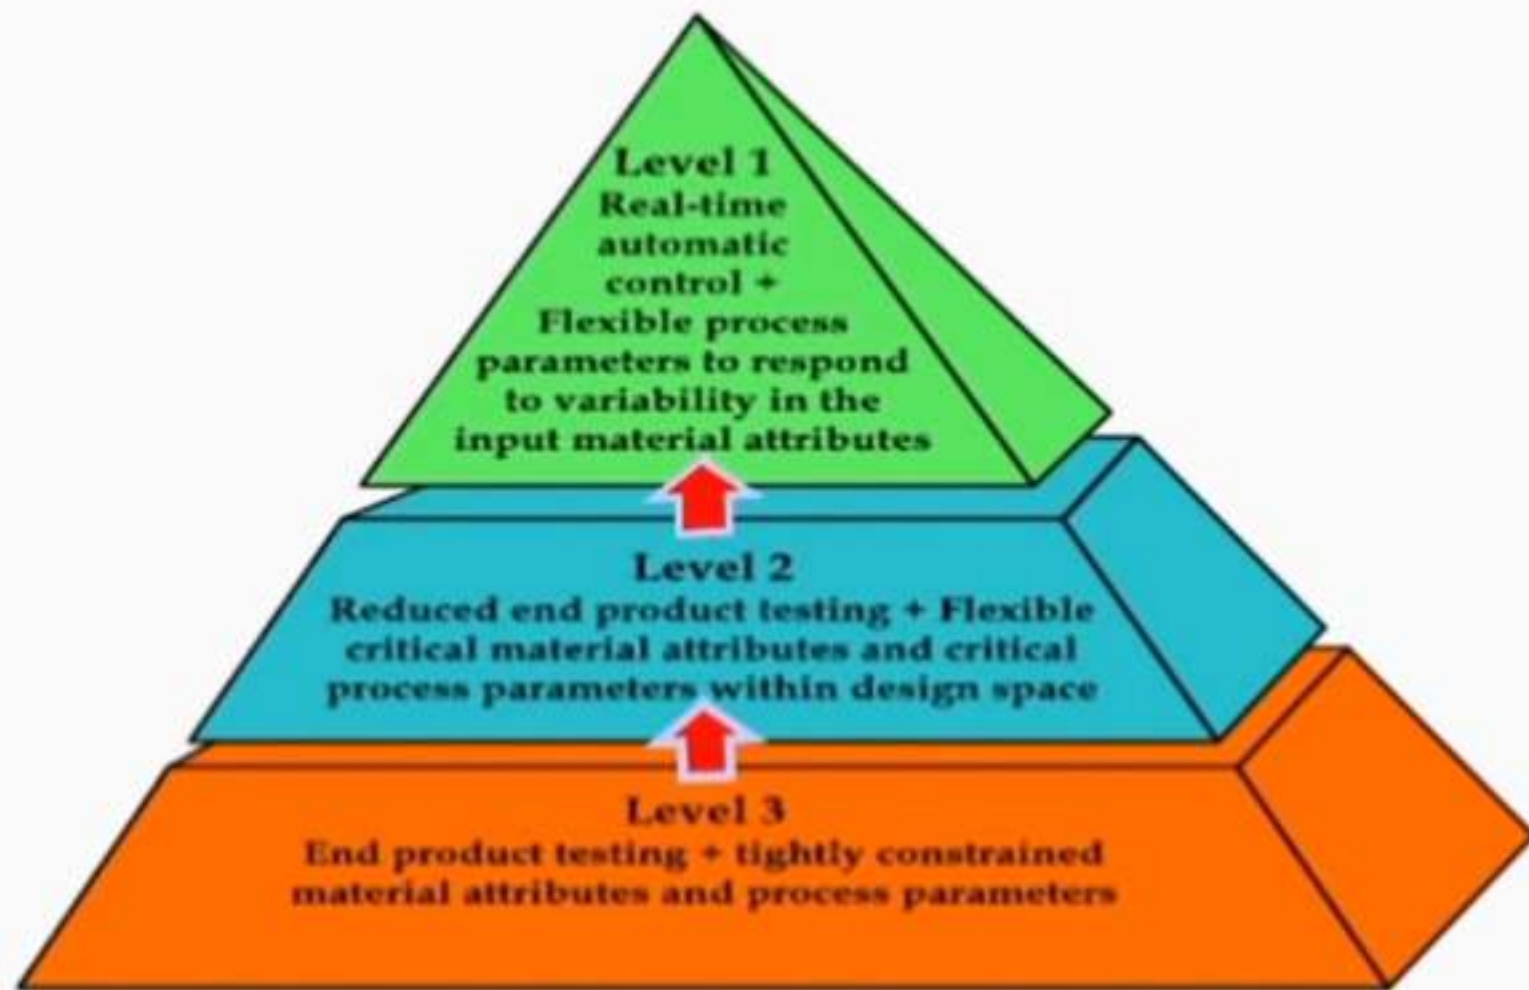 Level 1
Real-time
automatic
control +
Flexible process
parameters to respond
to variability in the
input material attributes
Level 2
Reduced end product testing + Flexible
critical material attributes and critical
process parameters within design space
Level 3
End product testing + tightly constrained
material attributes and process parameters